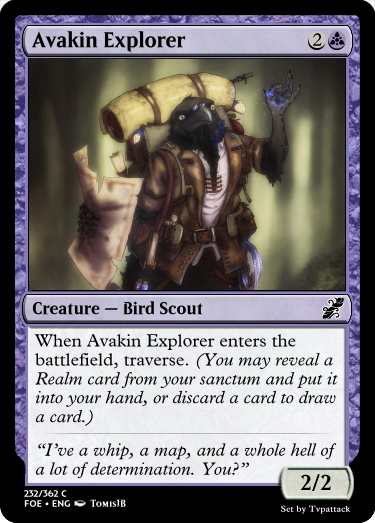 Avakin Explorer 2
Creature — Bird Scout
When Avakin Explorer enters the
battlefield, traverse. (You may reveal a
Realm card from your sanctum and put it
into your hand, or discard a card to draw
a card.)
“I’ve a whip, a map, and a whole hell of
a lot of determination. You?”
2/2
232/362 C
FOE • ENG TomisJB
Set by Tvpattack